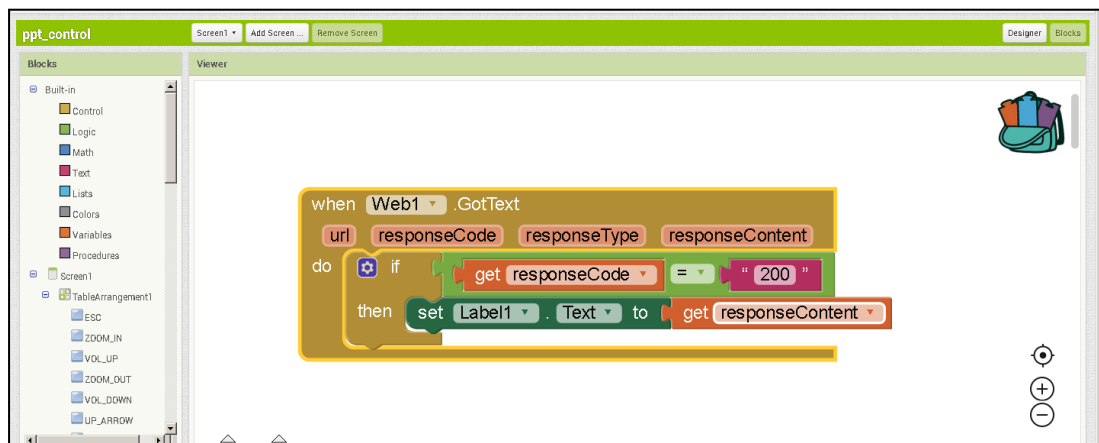 ppt_control Screen1 Add Screen ... Remove Screen Designer Blocks
Blocks Viewer
Built-in
Control
Logic
Math
Text
Lists
Colors
Variables
Procedures
Screen1
TableArrangement1
ESC
ZOOM_IN
VOL_UP
ZOOM_OUT
VOL_DOWN
UP_ARROW
when Web1 .GotText
url responseCode responseType responseContent
do if get responseCode = " 200 "
then set Label1 . Text to get responseContent